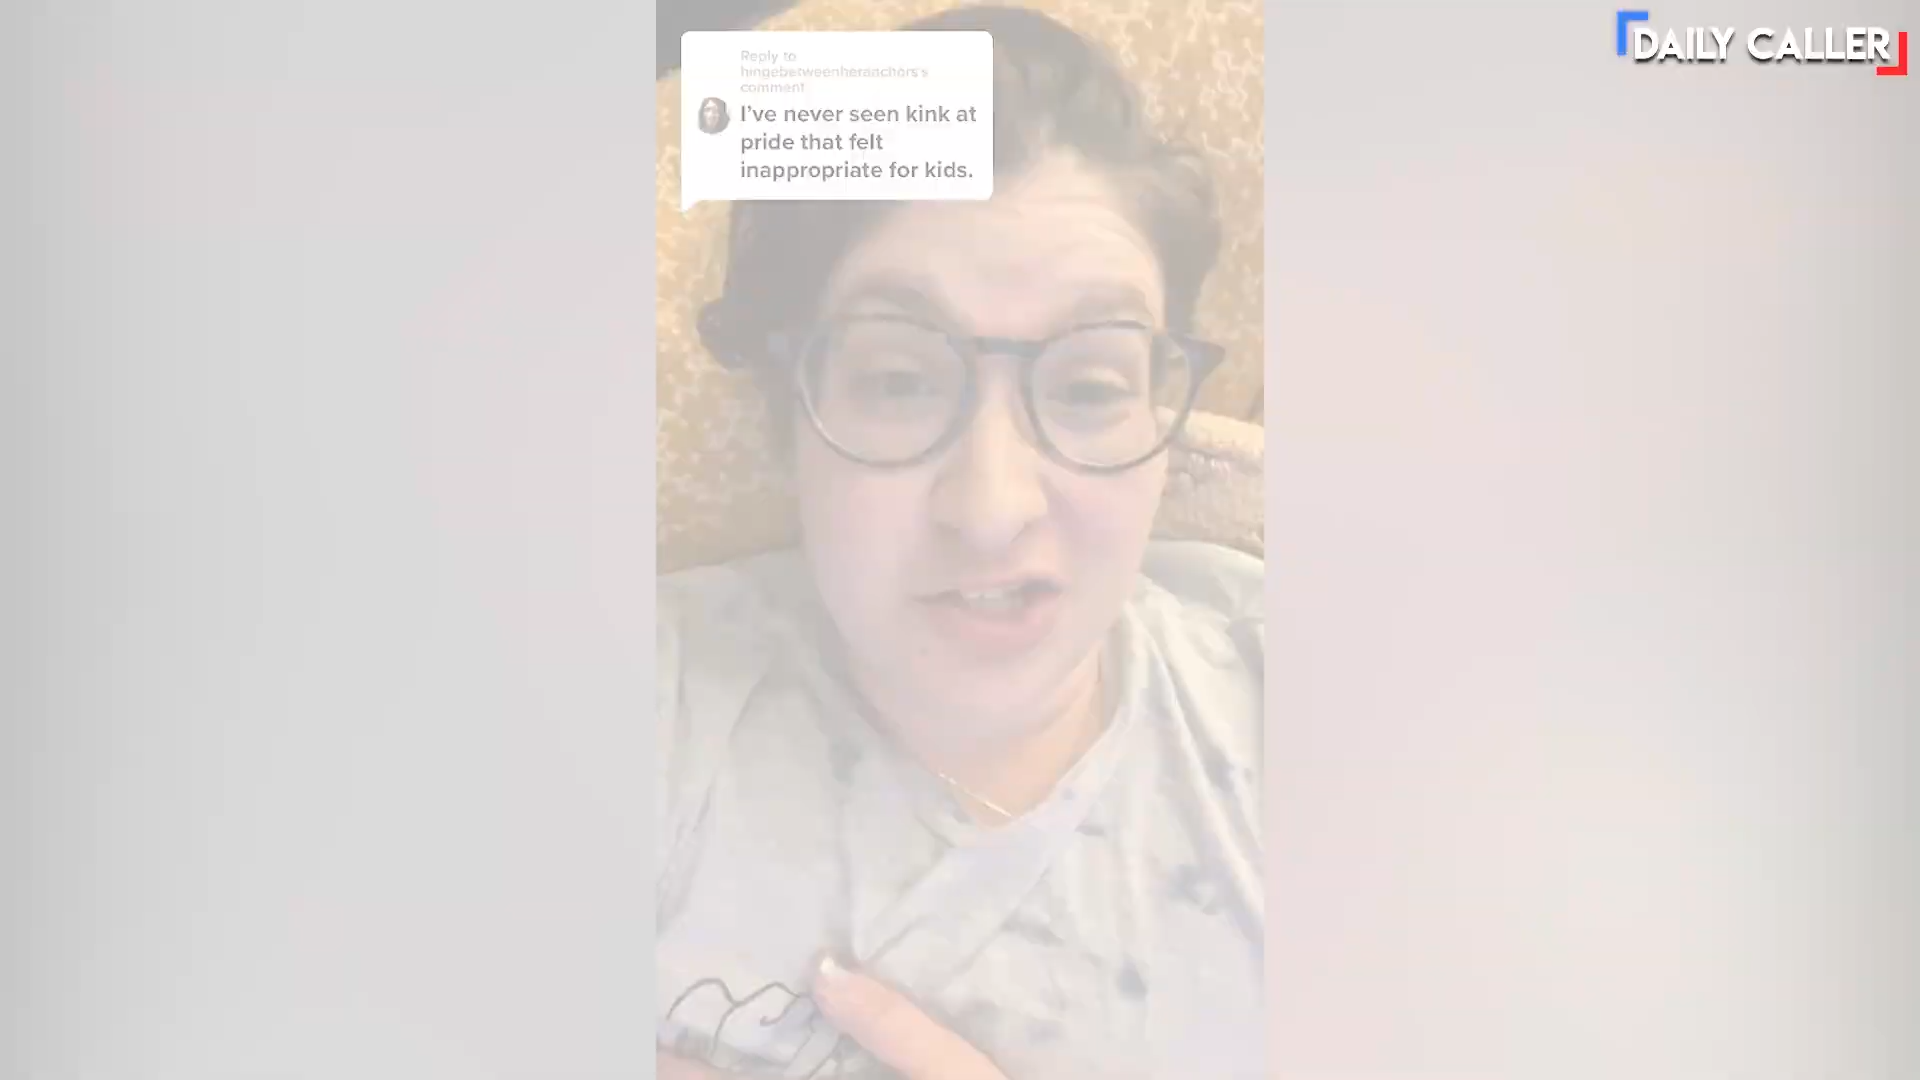 DAILY CALLER
Reply to
hingebetweenheranchors's
comment
I've never seen kink at
pride that felt
inappropriate for kids.